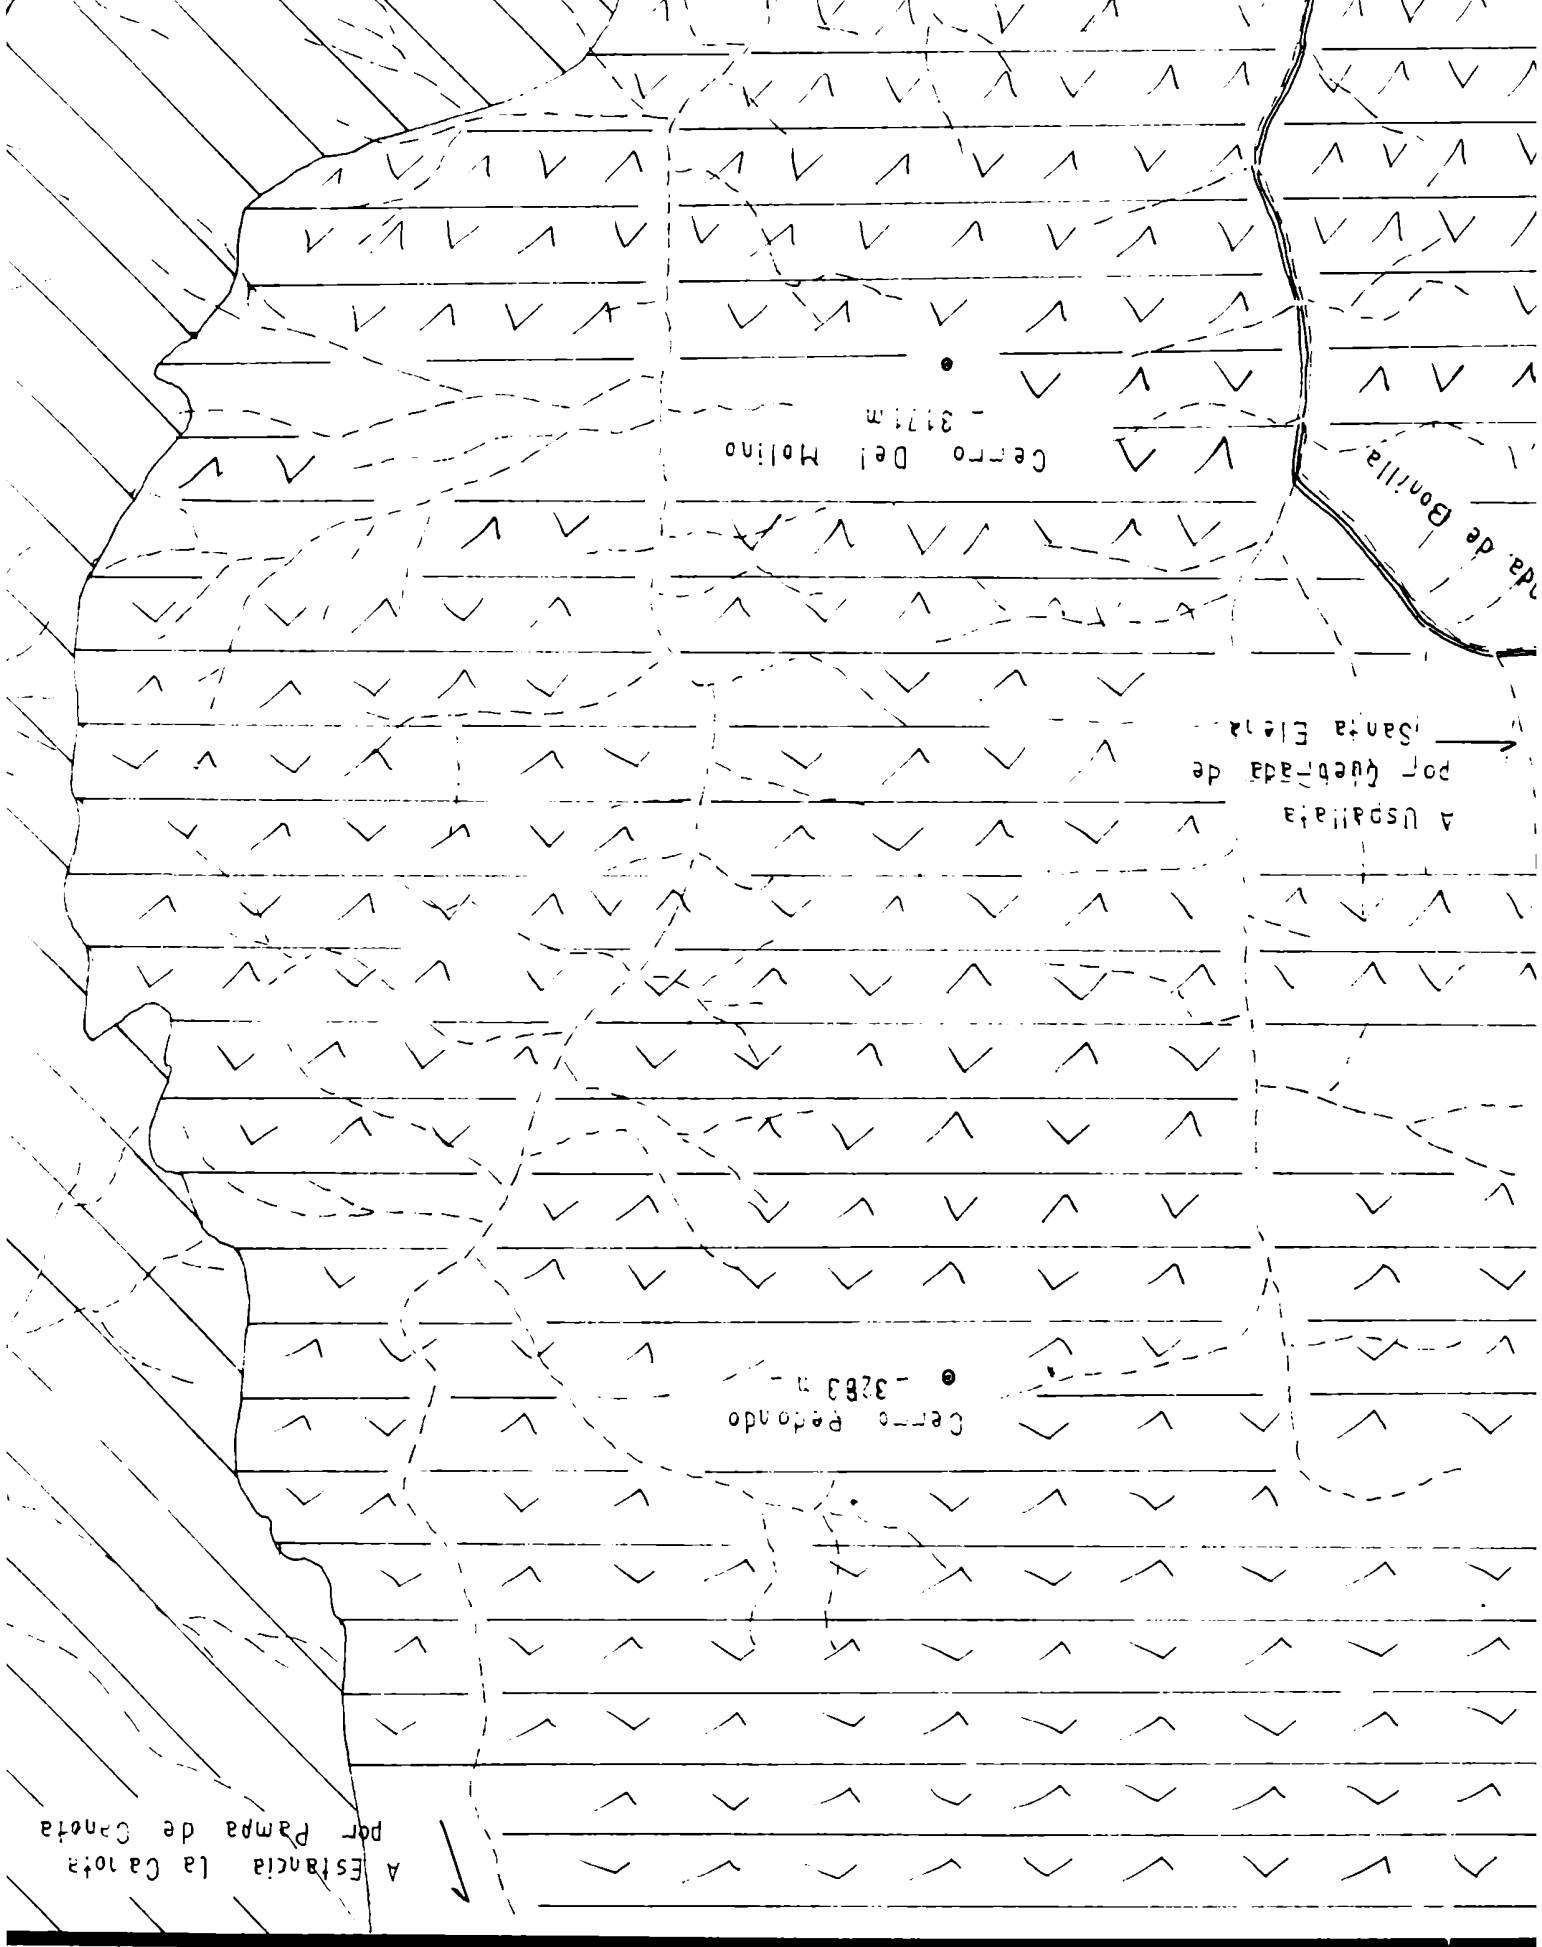 A Estancia la Canota
por Pampa de Canota
Cerro Redondo
- 3283 m -
A Uspallata
por Quebrada de
Santa Elena
Qda. de Bonilla
Cerro Del Molino
- 3171 m